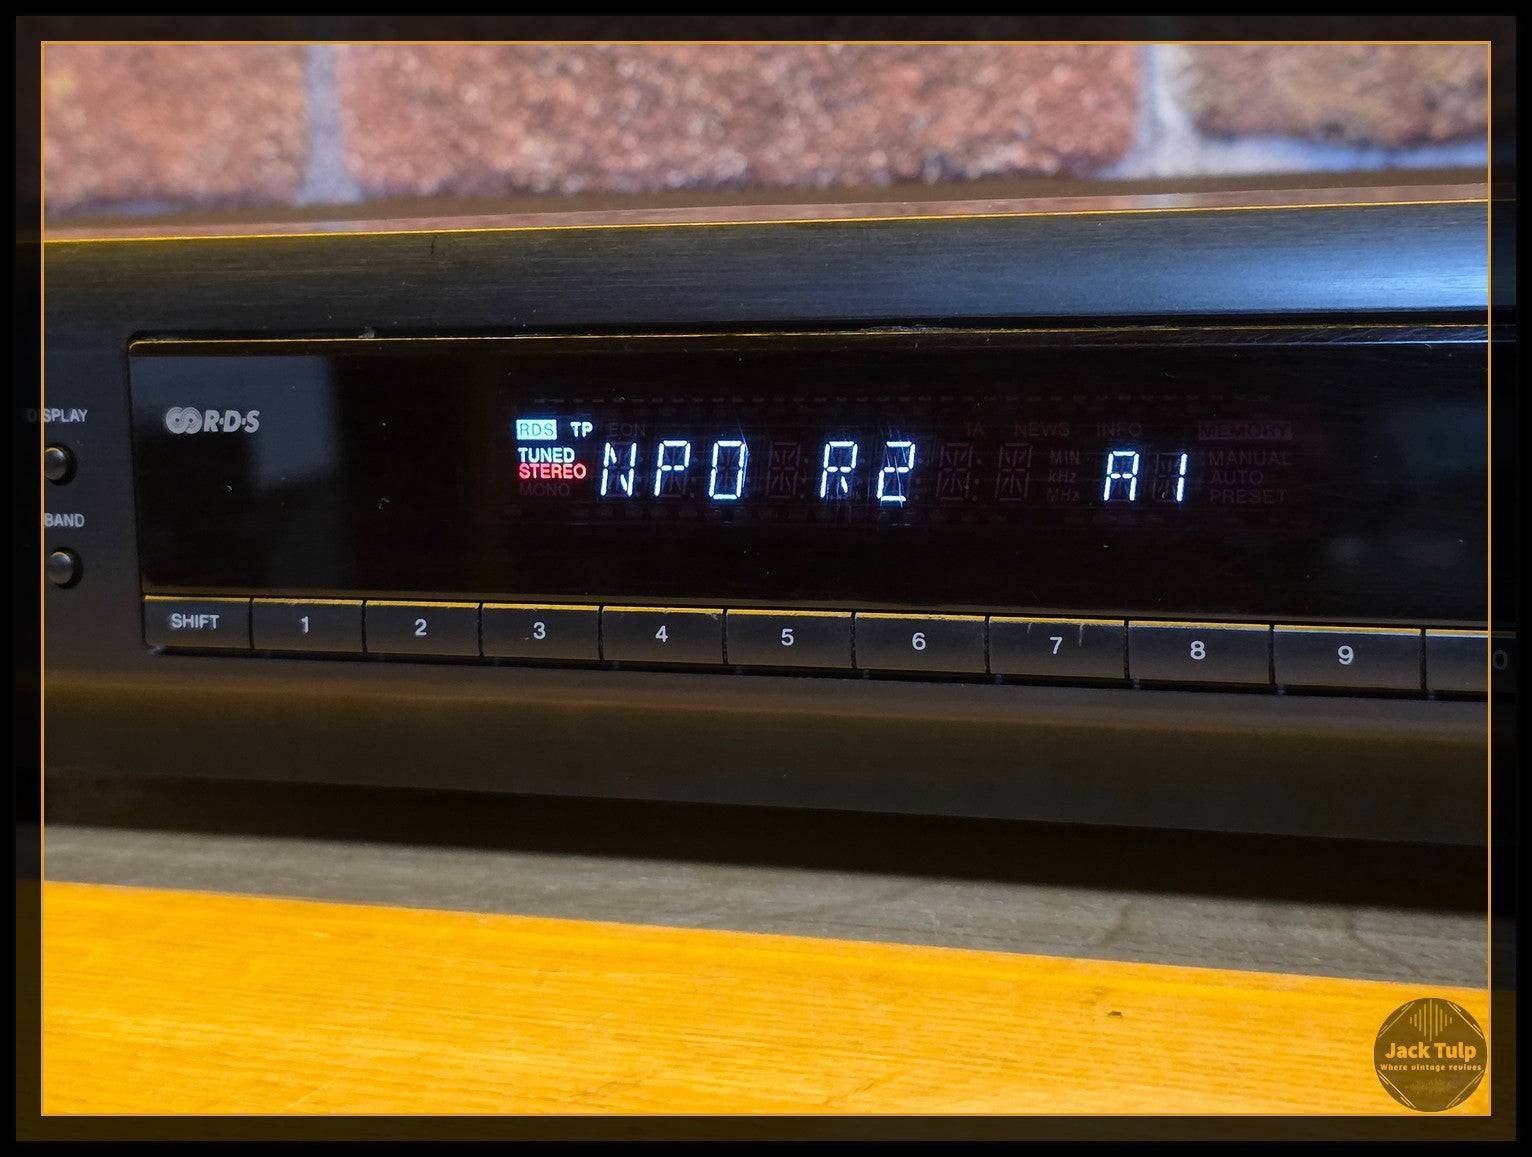 DISPLAY
BAND
R·D·S
RDS TP EON TA NEWS INFO MEMORY
TUNED
STEREO
MONO
NPO R2
MIN
kHz
MHz
A1
MANUAL
AUTO
PRESET
SHIFT 1 2 3 4 5 6 7 8 9 0
Jack Tulp
Where vintage revives